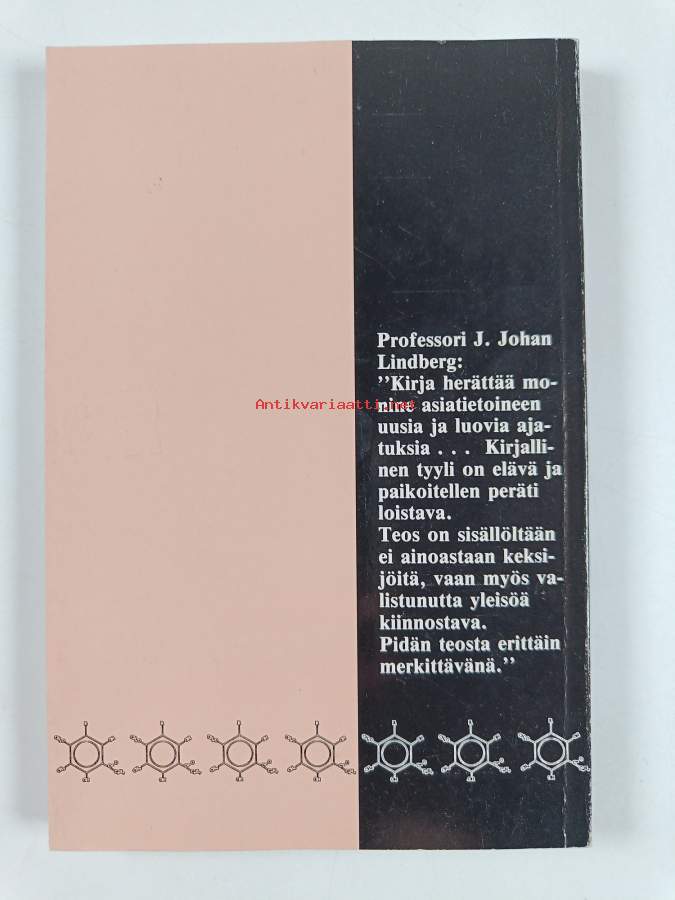 Professori J. Johan
Lindberg:
”Kirja herättää mo-
nine asiatietoineen
Antikvariaatti.net
uusia ja luovia aja-
tuksia . . . Kirjalli-
nen tyyli on elävä ja
paikoitellen peräti
loistava.
Teos on sisällöltään
ei ainoastaan keksi-
jöitä, vaan myös va-
listunutta yleisöä
kiinnostava.
Pidän teosta erittäin
merkittävänä.”